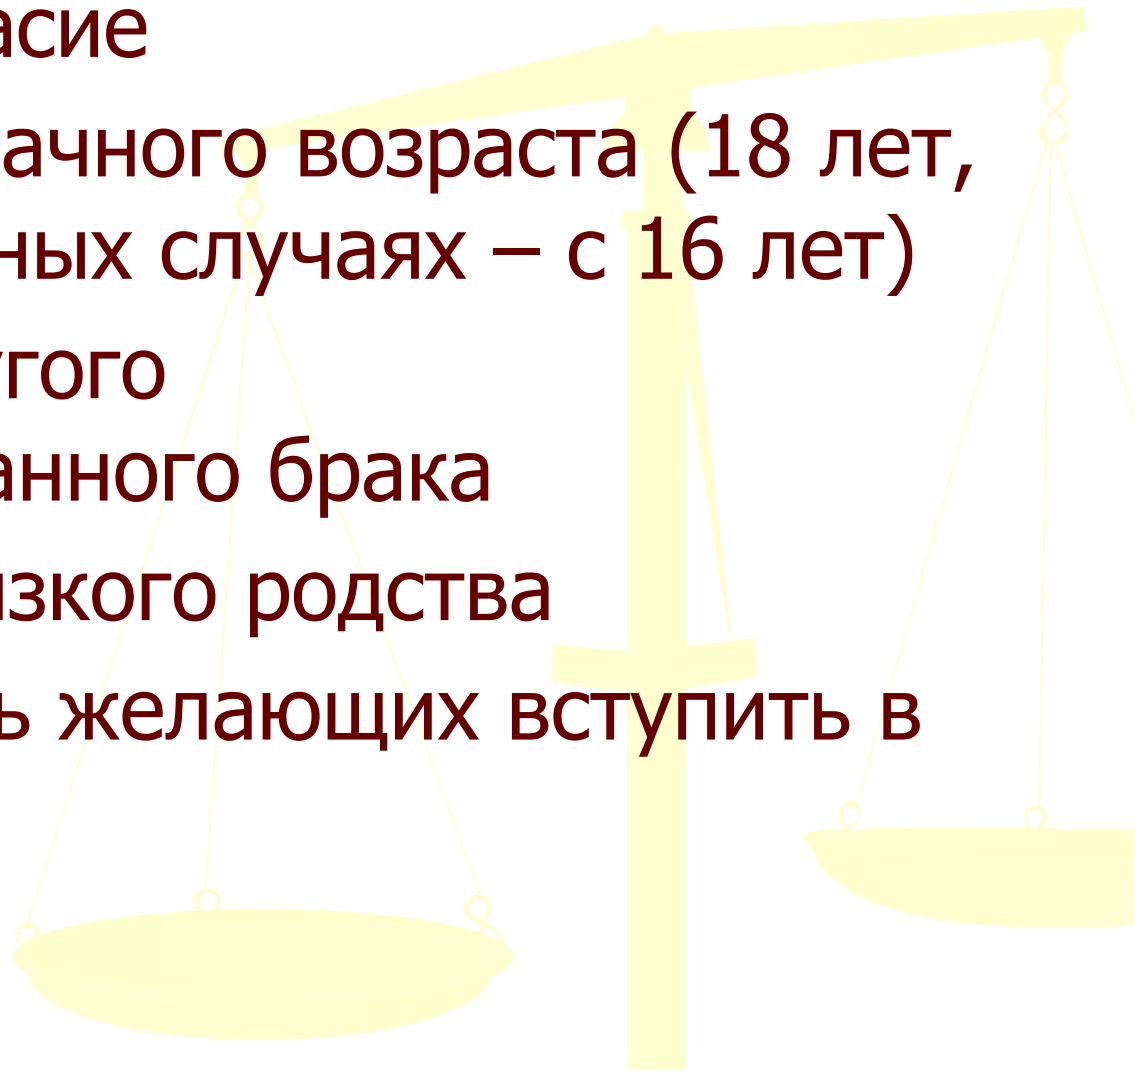 асие
ачного возраста (18 лет,
ных случаях – с 16 лет)
угого
анного брака
изкого родства
ь желающих вступить в